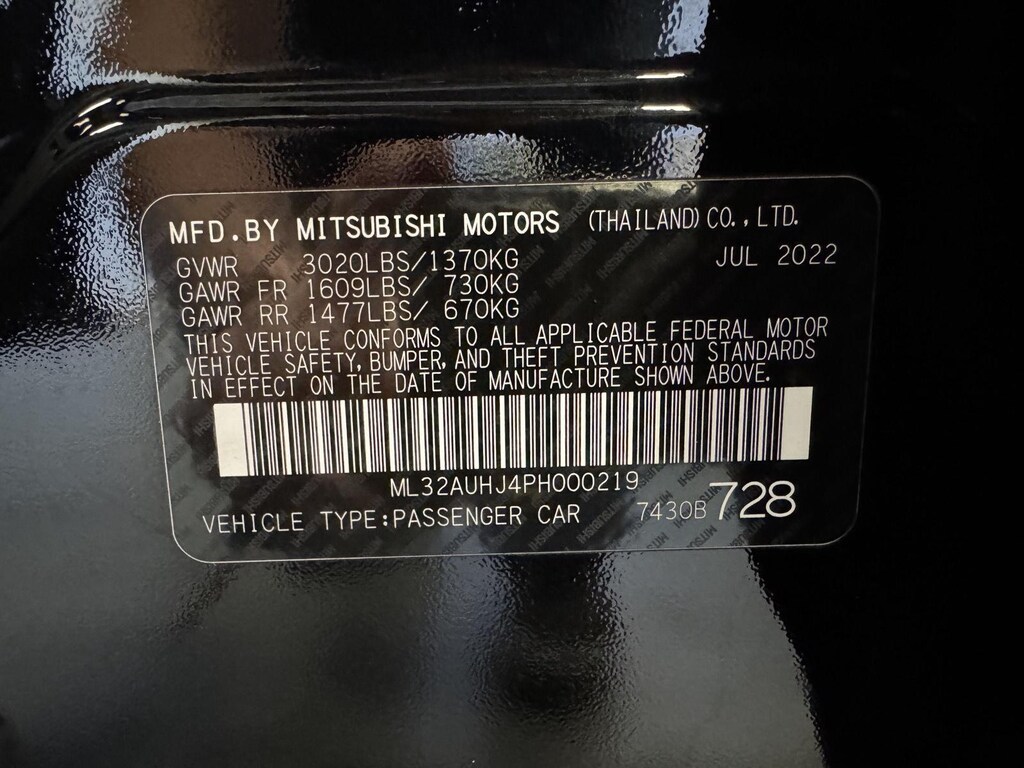 MFD.BY MITSUBISHI MOTORS (THAILAND) CO.,LTD.
GVWR 3020LBS/1370KG JUL 2022
GAWR FR 1609LBS/ 730KG
GAWR RR 1477LBS/ 670KG
THIS VEHICLE CONFORMS TO ALL APPLICABLE FEDERAL MOTOR
VEHICLE SAFETY, BUMPER, AND THEFT PREVENTION STANDARDS
IN EFFECT ON THE DATE OF MANUFACTURE SHOWN ABOVE.
ML32AUHJ4PH000219
VEHICLE TYPE:PASSENGER CAR 7430B 728